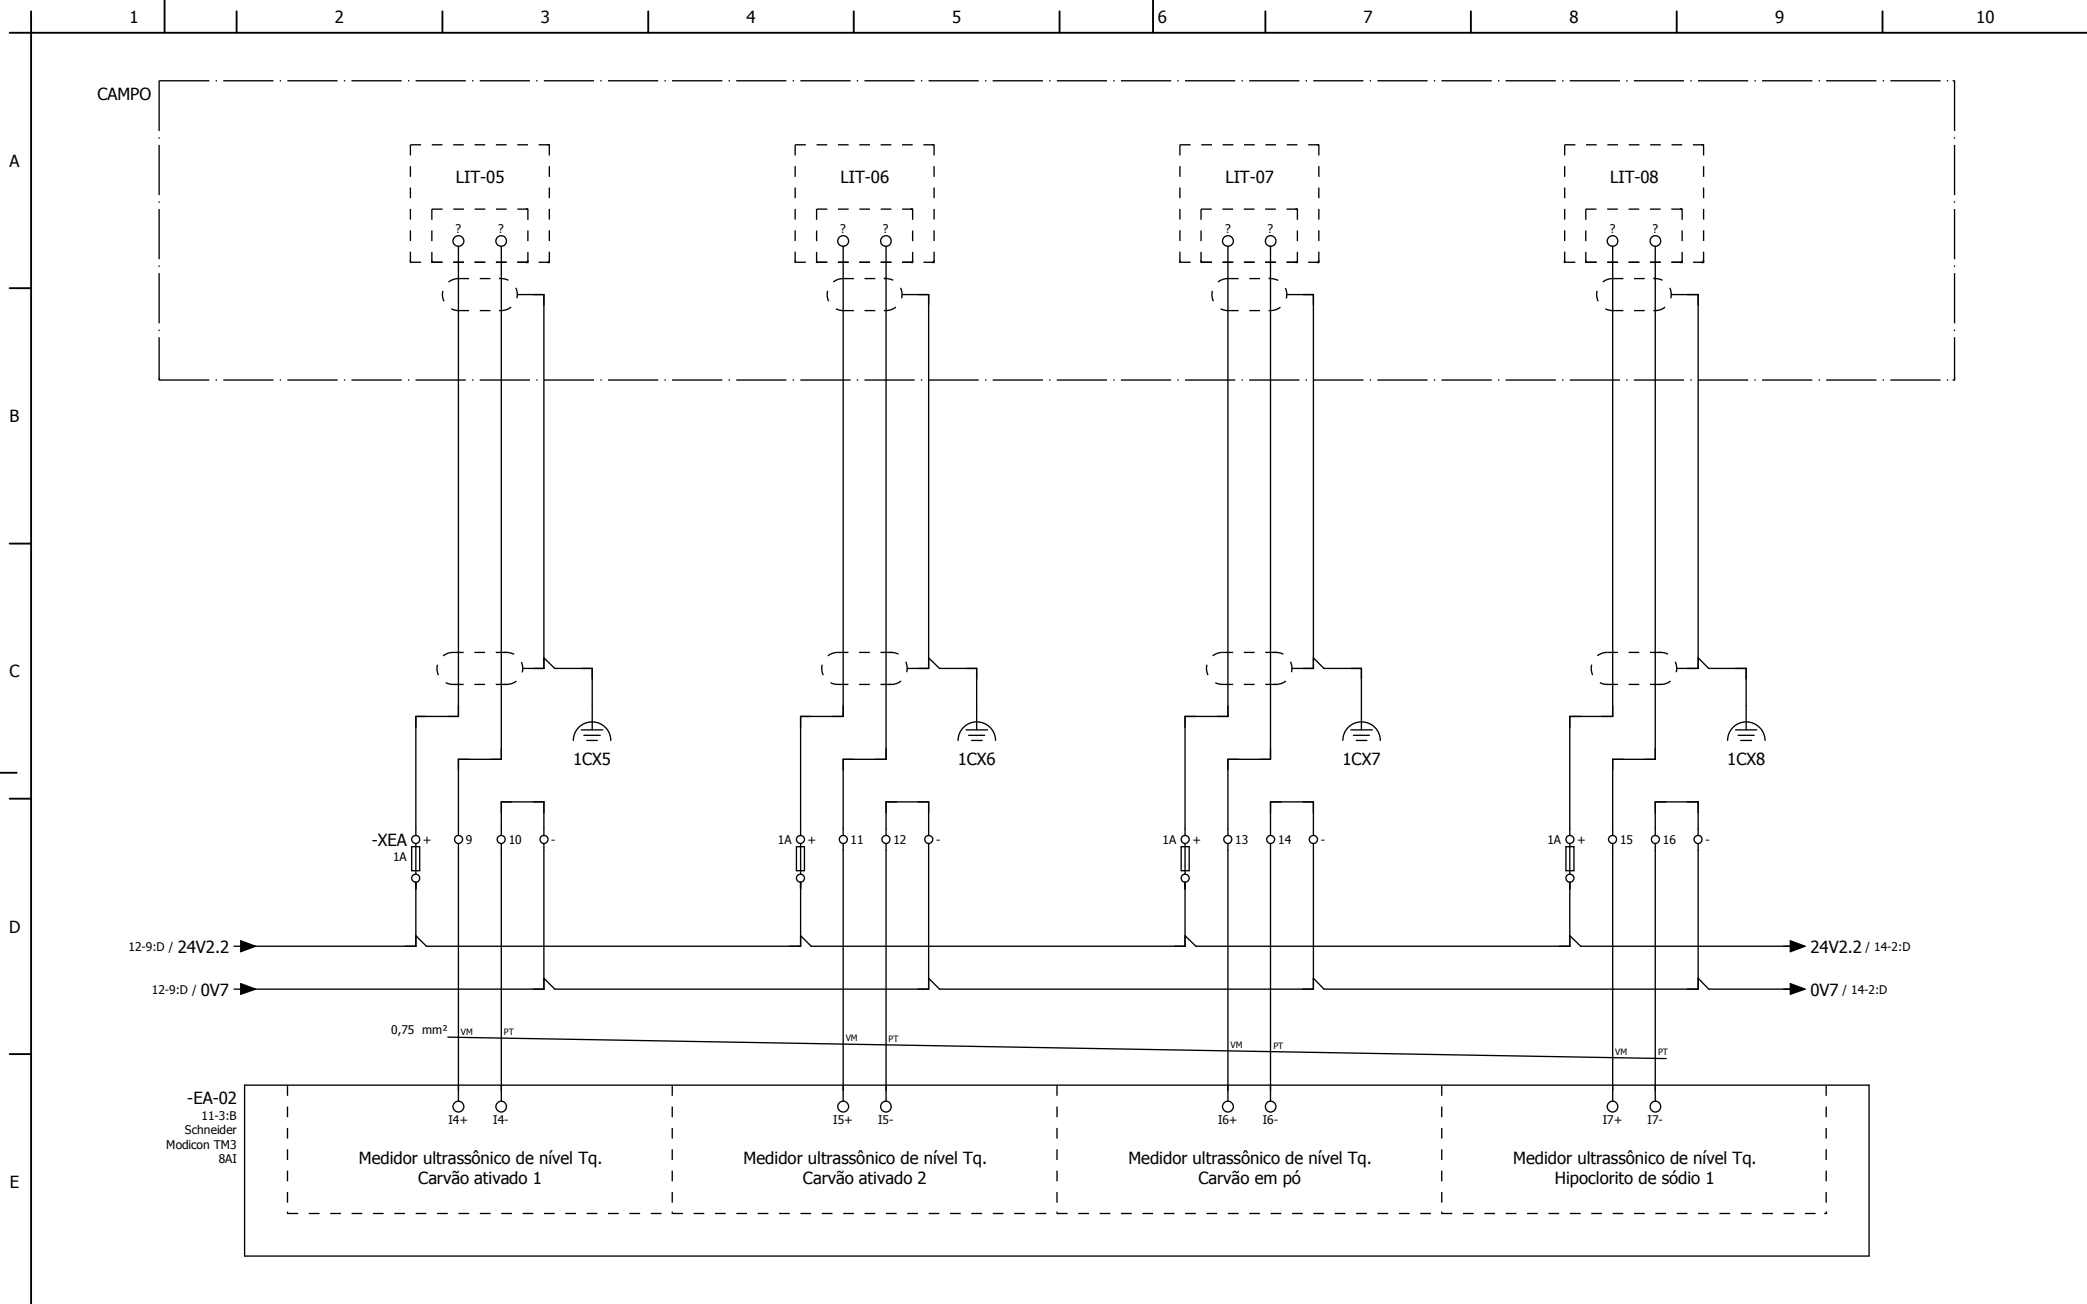 1 2 3 4 5 6 7 8 9 10
CAMPO
A
LIT-05 LIT-06 LIT-07 LIT-08
? ? ? ? ? ? ? ?
B
C
1CX5 1CX6 1CX7 1CX8
-XEA + 9 10 - 1A + 11 12 - 1A + 13 14 - 1A + 15 16 -
1A
D
12-9:D / 24V2.2 24V2.2 / 14-2:D
12-9:D / 0V7 0V7 / 14-2:D
0,75 mm² VM PT VM PT VM PT VM PT
-EA-02
11-3:B
Schneider
Modicon TM3
8AI
I4+ I4- I5+ I5- I6+ I6- I7+ I7-
E
Medidor ultrassônico de nível Tq.
Carvão ativado 1
Medidor ultrassônico de nível Tq.
Carvão ativado 2
Medidor ultrassônico de nível Tq.
Carvão em pó
Medidor ultrassônico de nível Tq.
Hipoclorito de sódio 1